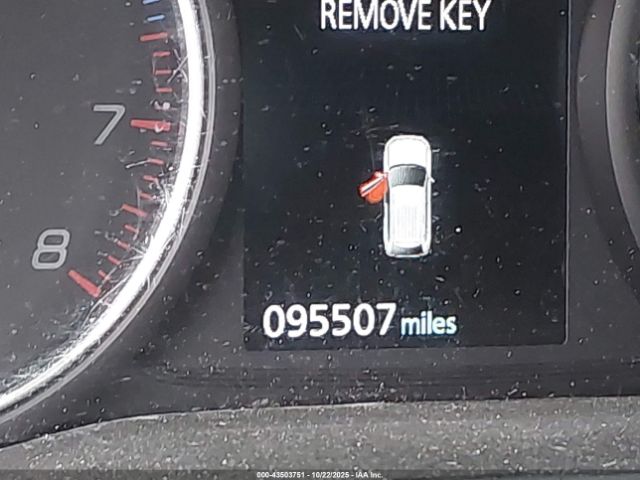 REMOVE KEY
7
8
095507 miles
000-43503751 - 10/22/2025 - IAA Inc.